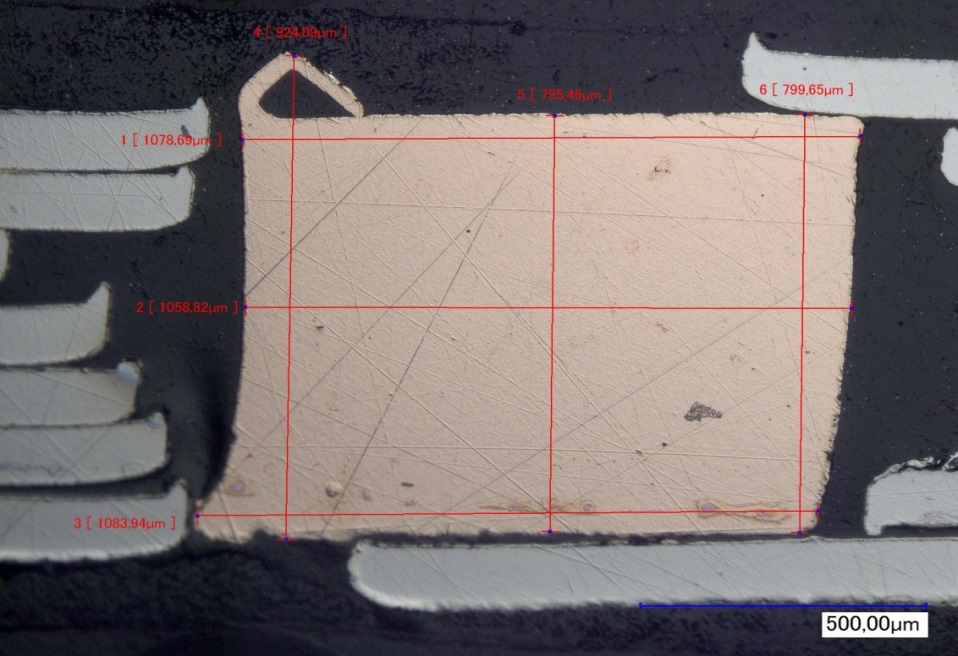 4 [ 924,09µm ]
6 [ 799,65µm ]
5 [ 795,46µm ]
1 [ 1078,69µm ]
2 [ 1058,82µm ]
3 [ 1083,94µm ]
500,00µm